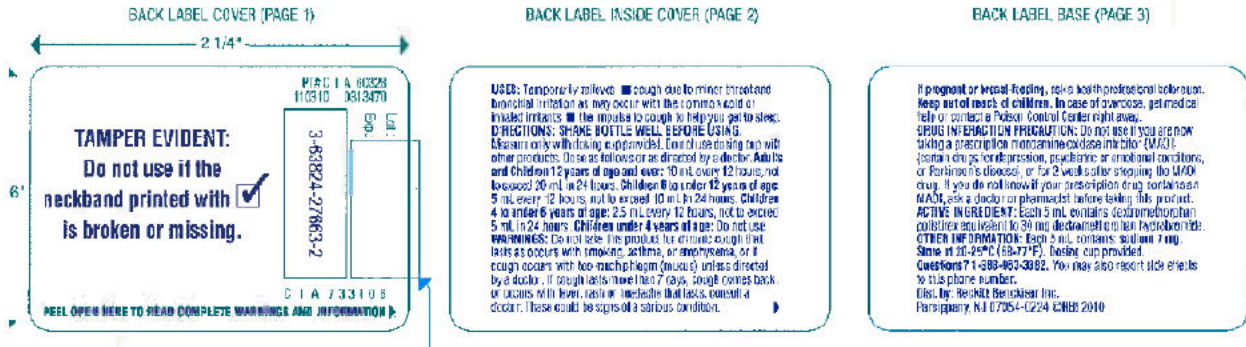 BACK LABEL COVER (PAGE 1)
2 1/4"
6'
PT# C I A 60328
110310 0313470
Lot :
Exp.
3-63824-27663-2
TAMPER EVIDENT:
Do not use if the
neckband printed with
is broken or missing.
C I A 733106
PEEL OPEN HERE TO READ COMPLETE WARNINGS AND INFORMATION
BACK LABEL INSIDE COVER (PAGE 2)
USES: Temporarily relieves ■ cough due to minor throat and
bronchial irritation as may occur with the common cold or
inhaled irritants ■ the impulse to cough to help you get to sleep.
DIRECTIONS: SHAKE BOTTLE WELL BEFORE USING.
Measure only with dosing cup provided. Do not use dosing cup with
other products. Dose as follows or as directed by a doctor. Adults
and Children 12 years of age and over: 10 mL every 12 hours, not
to exceed 20 mL in 24 hours. Children 6 to under 12 years of age:
5 mL every 12 hours, not to exceed 10 mL in 24 hours. Children
4 to under 6 years of age: 2.5 mL every 12 hours, not to exceed
5 mL in 24 hours. Children under 4 years of age: Do not use
WARNINGS: Do not take this product for chronic cough that
lasts as occurs with smoking, asthma, or emphysema, or if
cough occurs with too much phlegm (mucus) unless directed
by a doctor. If cough lasts more than 7 days, cough comes back,
or occurs with fever, rash or headache that lasts, consult a
doctor. These could be signs of a serious condition.
BACK LABEL BASE (PAGE 3)
If pregnant or breast-feeding, ask a health professional before use.
Keep out of reach of children. In case of overdose, get medical
help or contact a Poison Control Center right away.
DRUG INTERACTION PRECAUTION: Do not use if you are now
taking a prescription monoamine oxidase inhibitor (MAOI)
(certain drugs for depression, psychiatric or emotional conditions,
or Parkinson's disease), or for 2 weeks after stopping the MAOI
drug. If you do not know if your prescription drug contains an
MAOI, ask a doctor or pharmacist before taking this product.
ACTIVE INGREDIENT: Each 5 mL contains dextromethorphan
polistirex equivalent to 30 mg dextromethorphan hydrobromide.
OTHER INFORMATION: Each 5 mL contains: sodium 7 mg.
Store at 20-25°C (68-77°F). Dosing cup provided.
Questions? You may also report side effects
to this phone number.
Dist. by: Reckitt Benckiser Inc.
Parsippany, NJ 07054-0224 ©RBI 2010